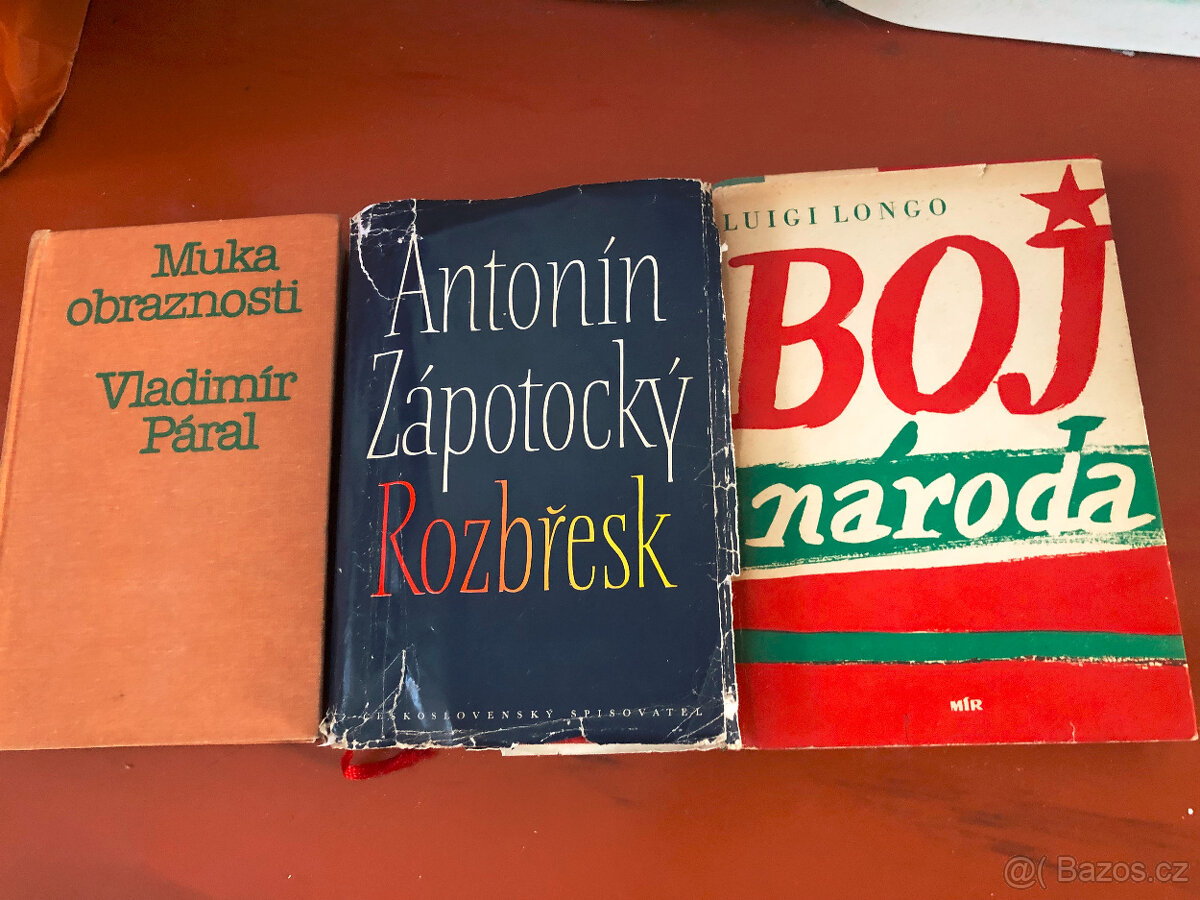 Muka
obraznosti
Vladimír
Páral
Antonín
Zápotocký
Rozbřesk
ČESKOSLOVENSKÝ SPISOVATEL
LUIGI LONGO
BOJ
národa
MÍR
@( Bazos.cz